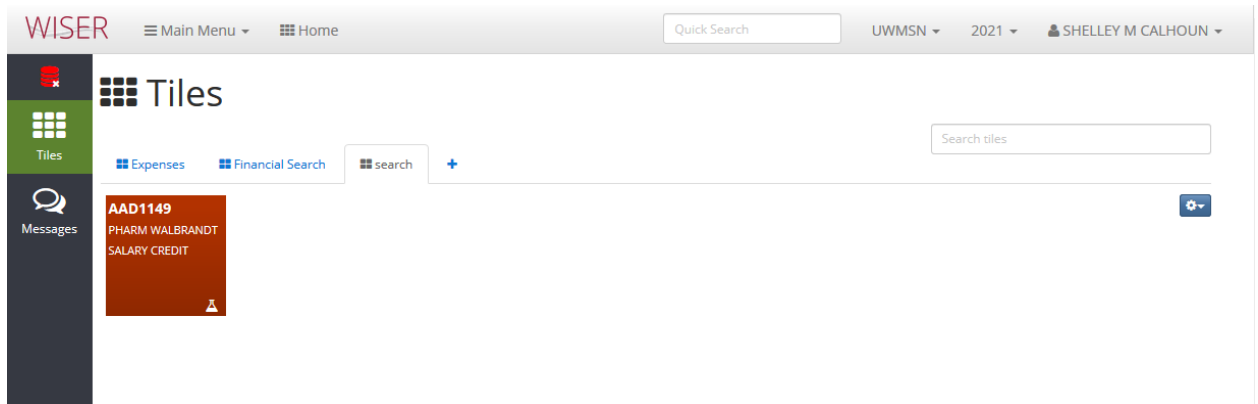 WISER Main Menu Home Quick Search UWMSN 2021 SHELLEY M CALHOUN
Tiles
Search tiles
Tiles
Expenses Financial Search search
Messages
AAD1149
PHARM WALBRANDT
SALARY CREDIT